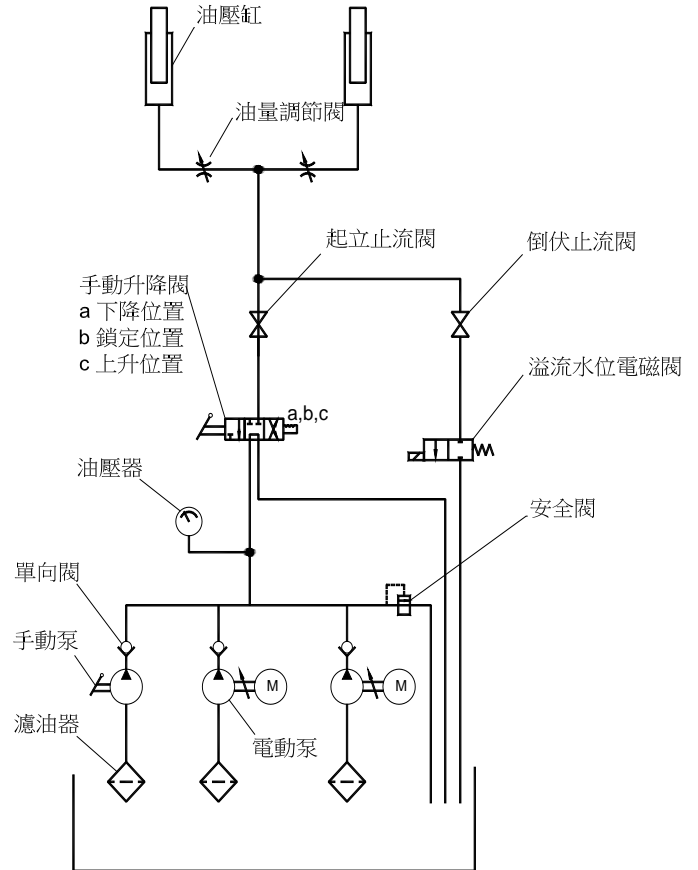 油壓缸
油量調節閥
起立止流閥
倒伏止流閥
手動升降閥
a 下降位置
b 鎖定位置
c 上升位置
溢流水位電磁閥
a,b,c
油壓器
安全閥
單向閥
手動泵
M
M
濾油器
電動泵